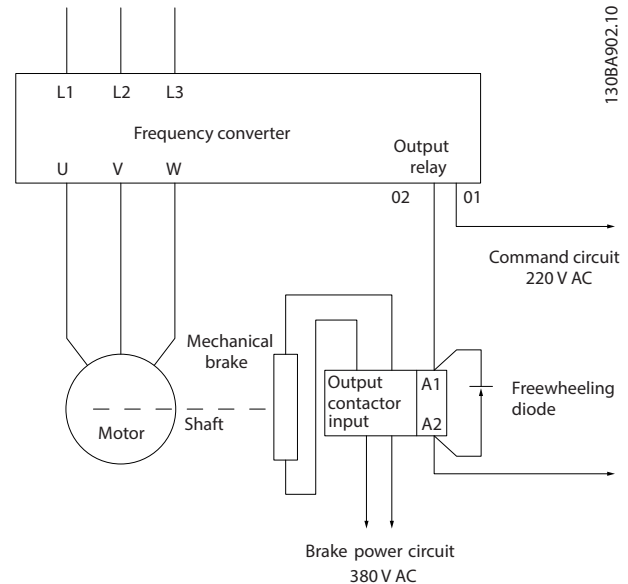 130BA902.10
L1 L2 L3
Frequency converter
Output
relay
U V W
02 01
Command circuit
220 V AC
Mechanical
brake
Output
contactor
input
A1
A2
Freewheeling
diode
Shaft
Motor
Brake power circuit
380 V AC